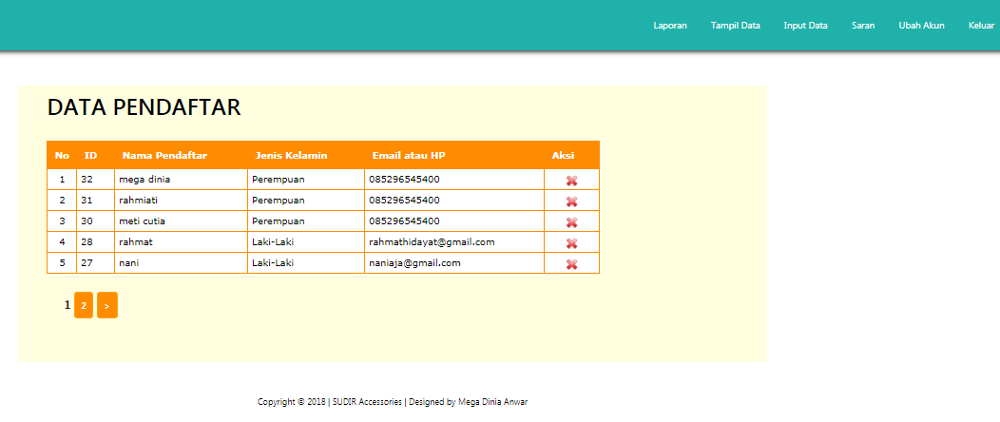 Laporan Tampil Data Input Data Saran Ubah Akun Keluar
DATA PENDAFTAR
No ID Nama Pendaftar Jenis Kelamin Email atau HP Aksi
1 32 mega dinia Perempuan 085296545400
2 31 rahmiati Perempuan 085296545400
3 30 meti cutia Perempuan 085296545400
4 28 rahmat Laki-Laki rahmathidayat@gmail.com
5 27 nani Laki-Laki naniaja@gmail.com
1 2 >
Copyright © 2018 | SUDIR Accessories | Designed by Mega Dinia Anwar